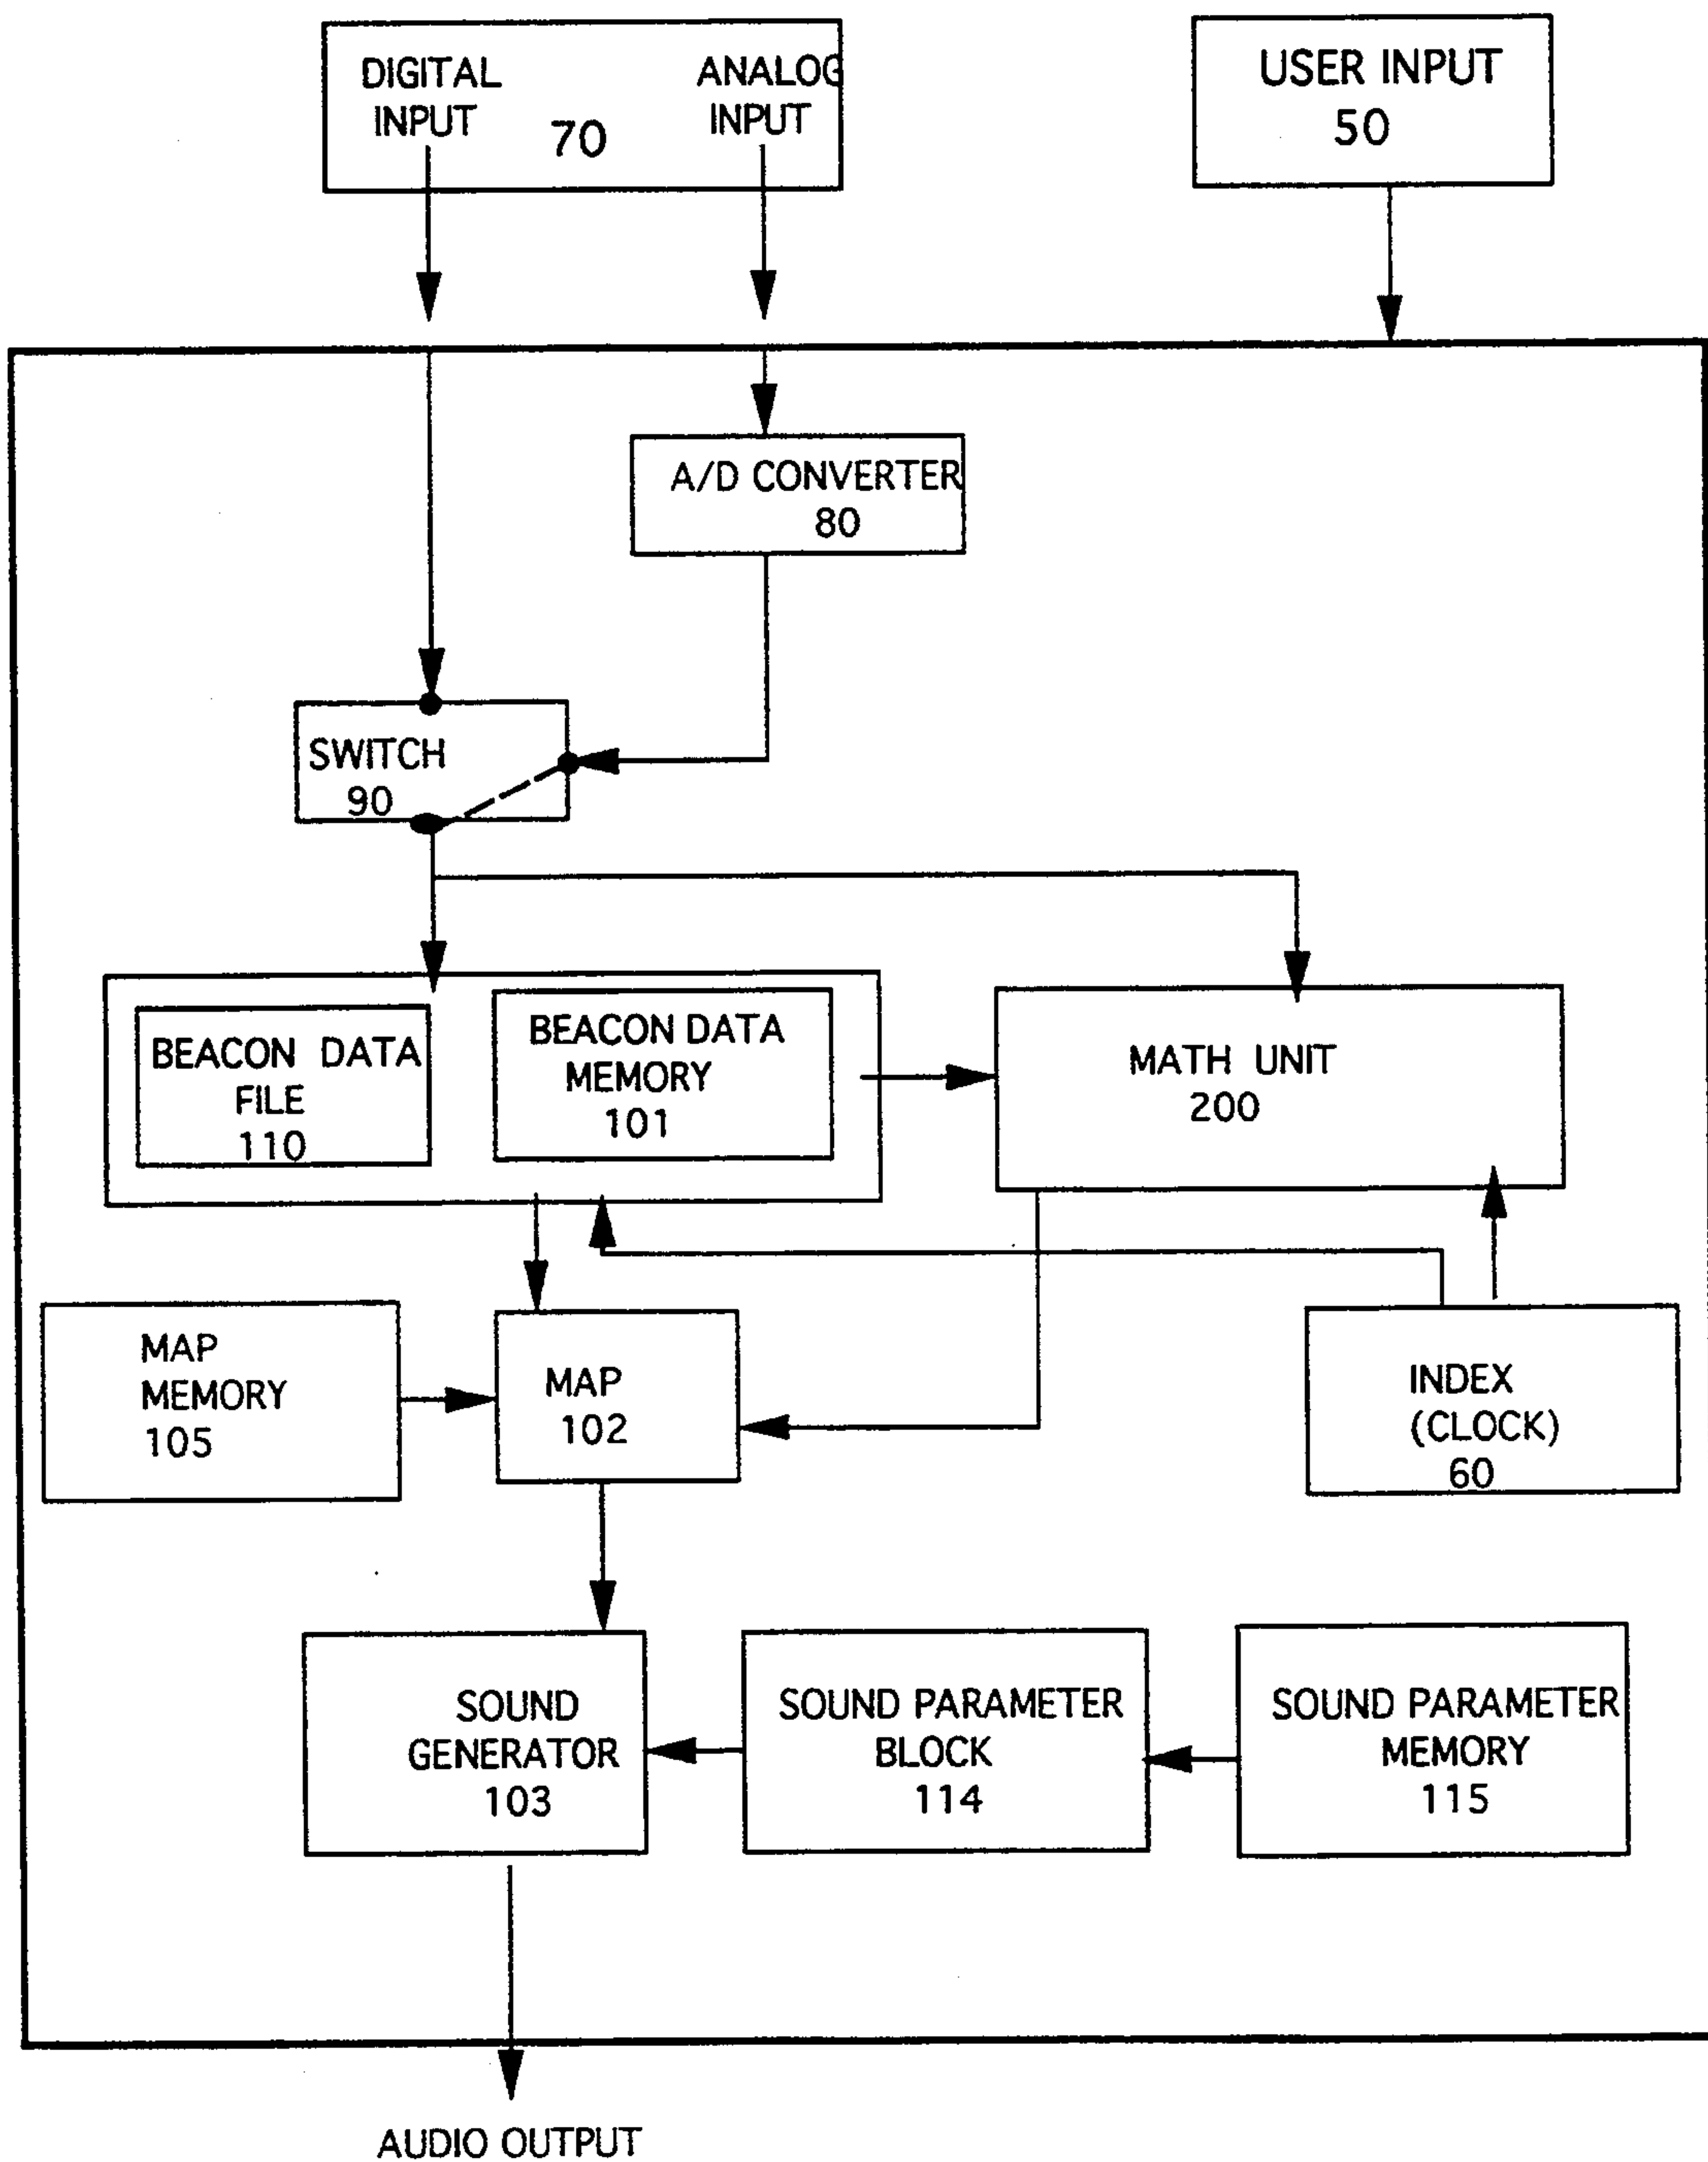 DIGITAL
INPUT
70
ANALOG
INPUT
USER INPUT
50
A/D CONVERTER
80
SWITCH
90
BEACON DATA
FILE
110
BEACON DATA
MEMORY
101
MATH UNIT
200
MAP
MEMORY
105
MAP
102
INDEX
(CLOCK)
60
SOUND
GENERATOR
103
SOUND PARAMETER
BLOCK
114
SOUND PARAMETER
MEMORY
115
AUDIO OUTPUT